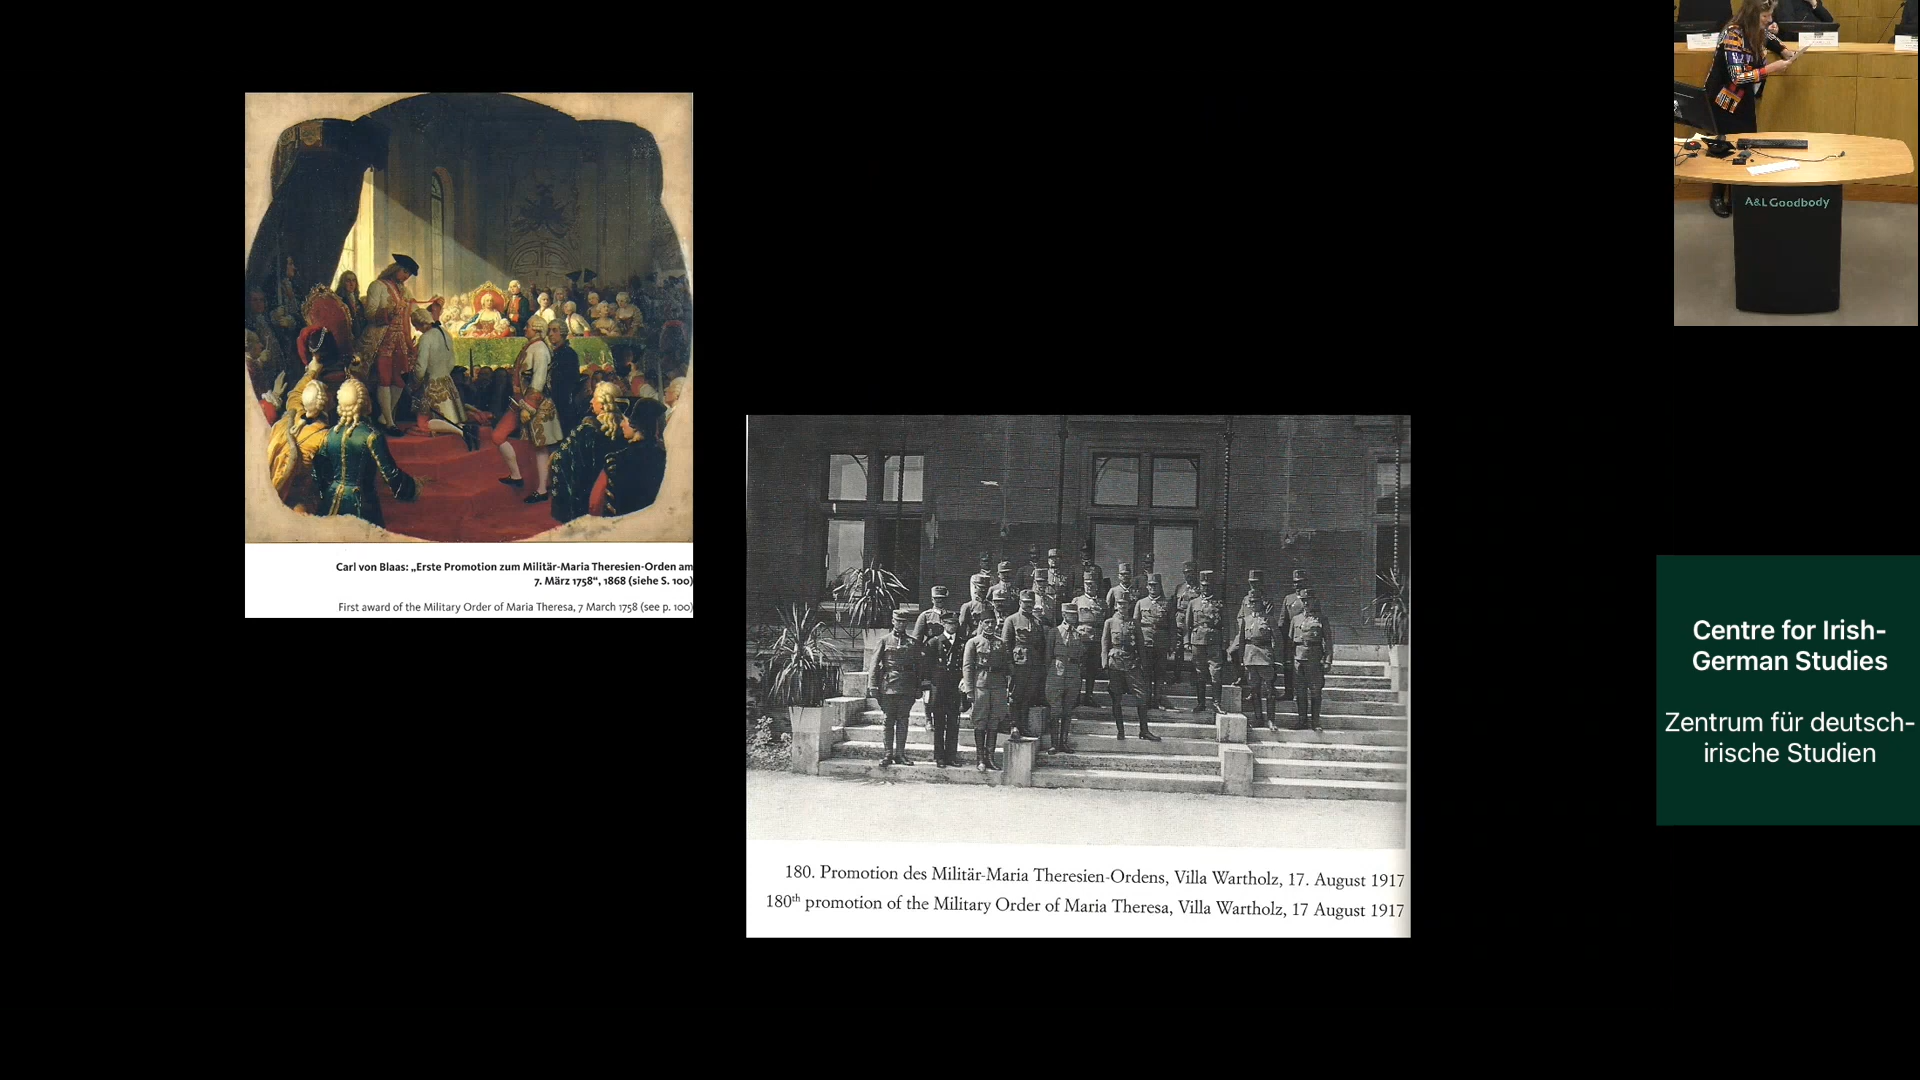 Carl von Blaas: „Erste Promotion zum Militär-Maria Theresien-Orden am
7. März 1758“, 1868 (siehe S. 100)
First award of the Military Order of Maria Theresa, 7 March 1758 (see p. 100)
180. Promotion des Militär-Maria Theresien-Ordens, Villa Wartholz, 17. August 1917
180th promotion of the Military Order of Maria Theresa, Villa Wartholz, 17 August 1917
A&L Goodbody
Centre for Irish-
German Studies
Zentrum für deutsch-
irische Studien